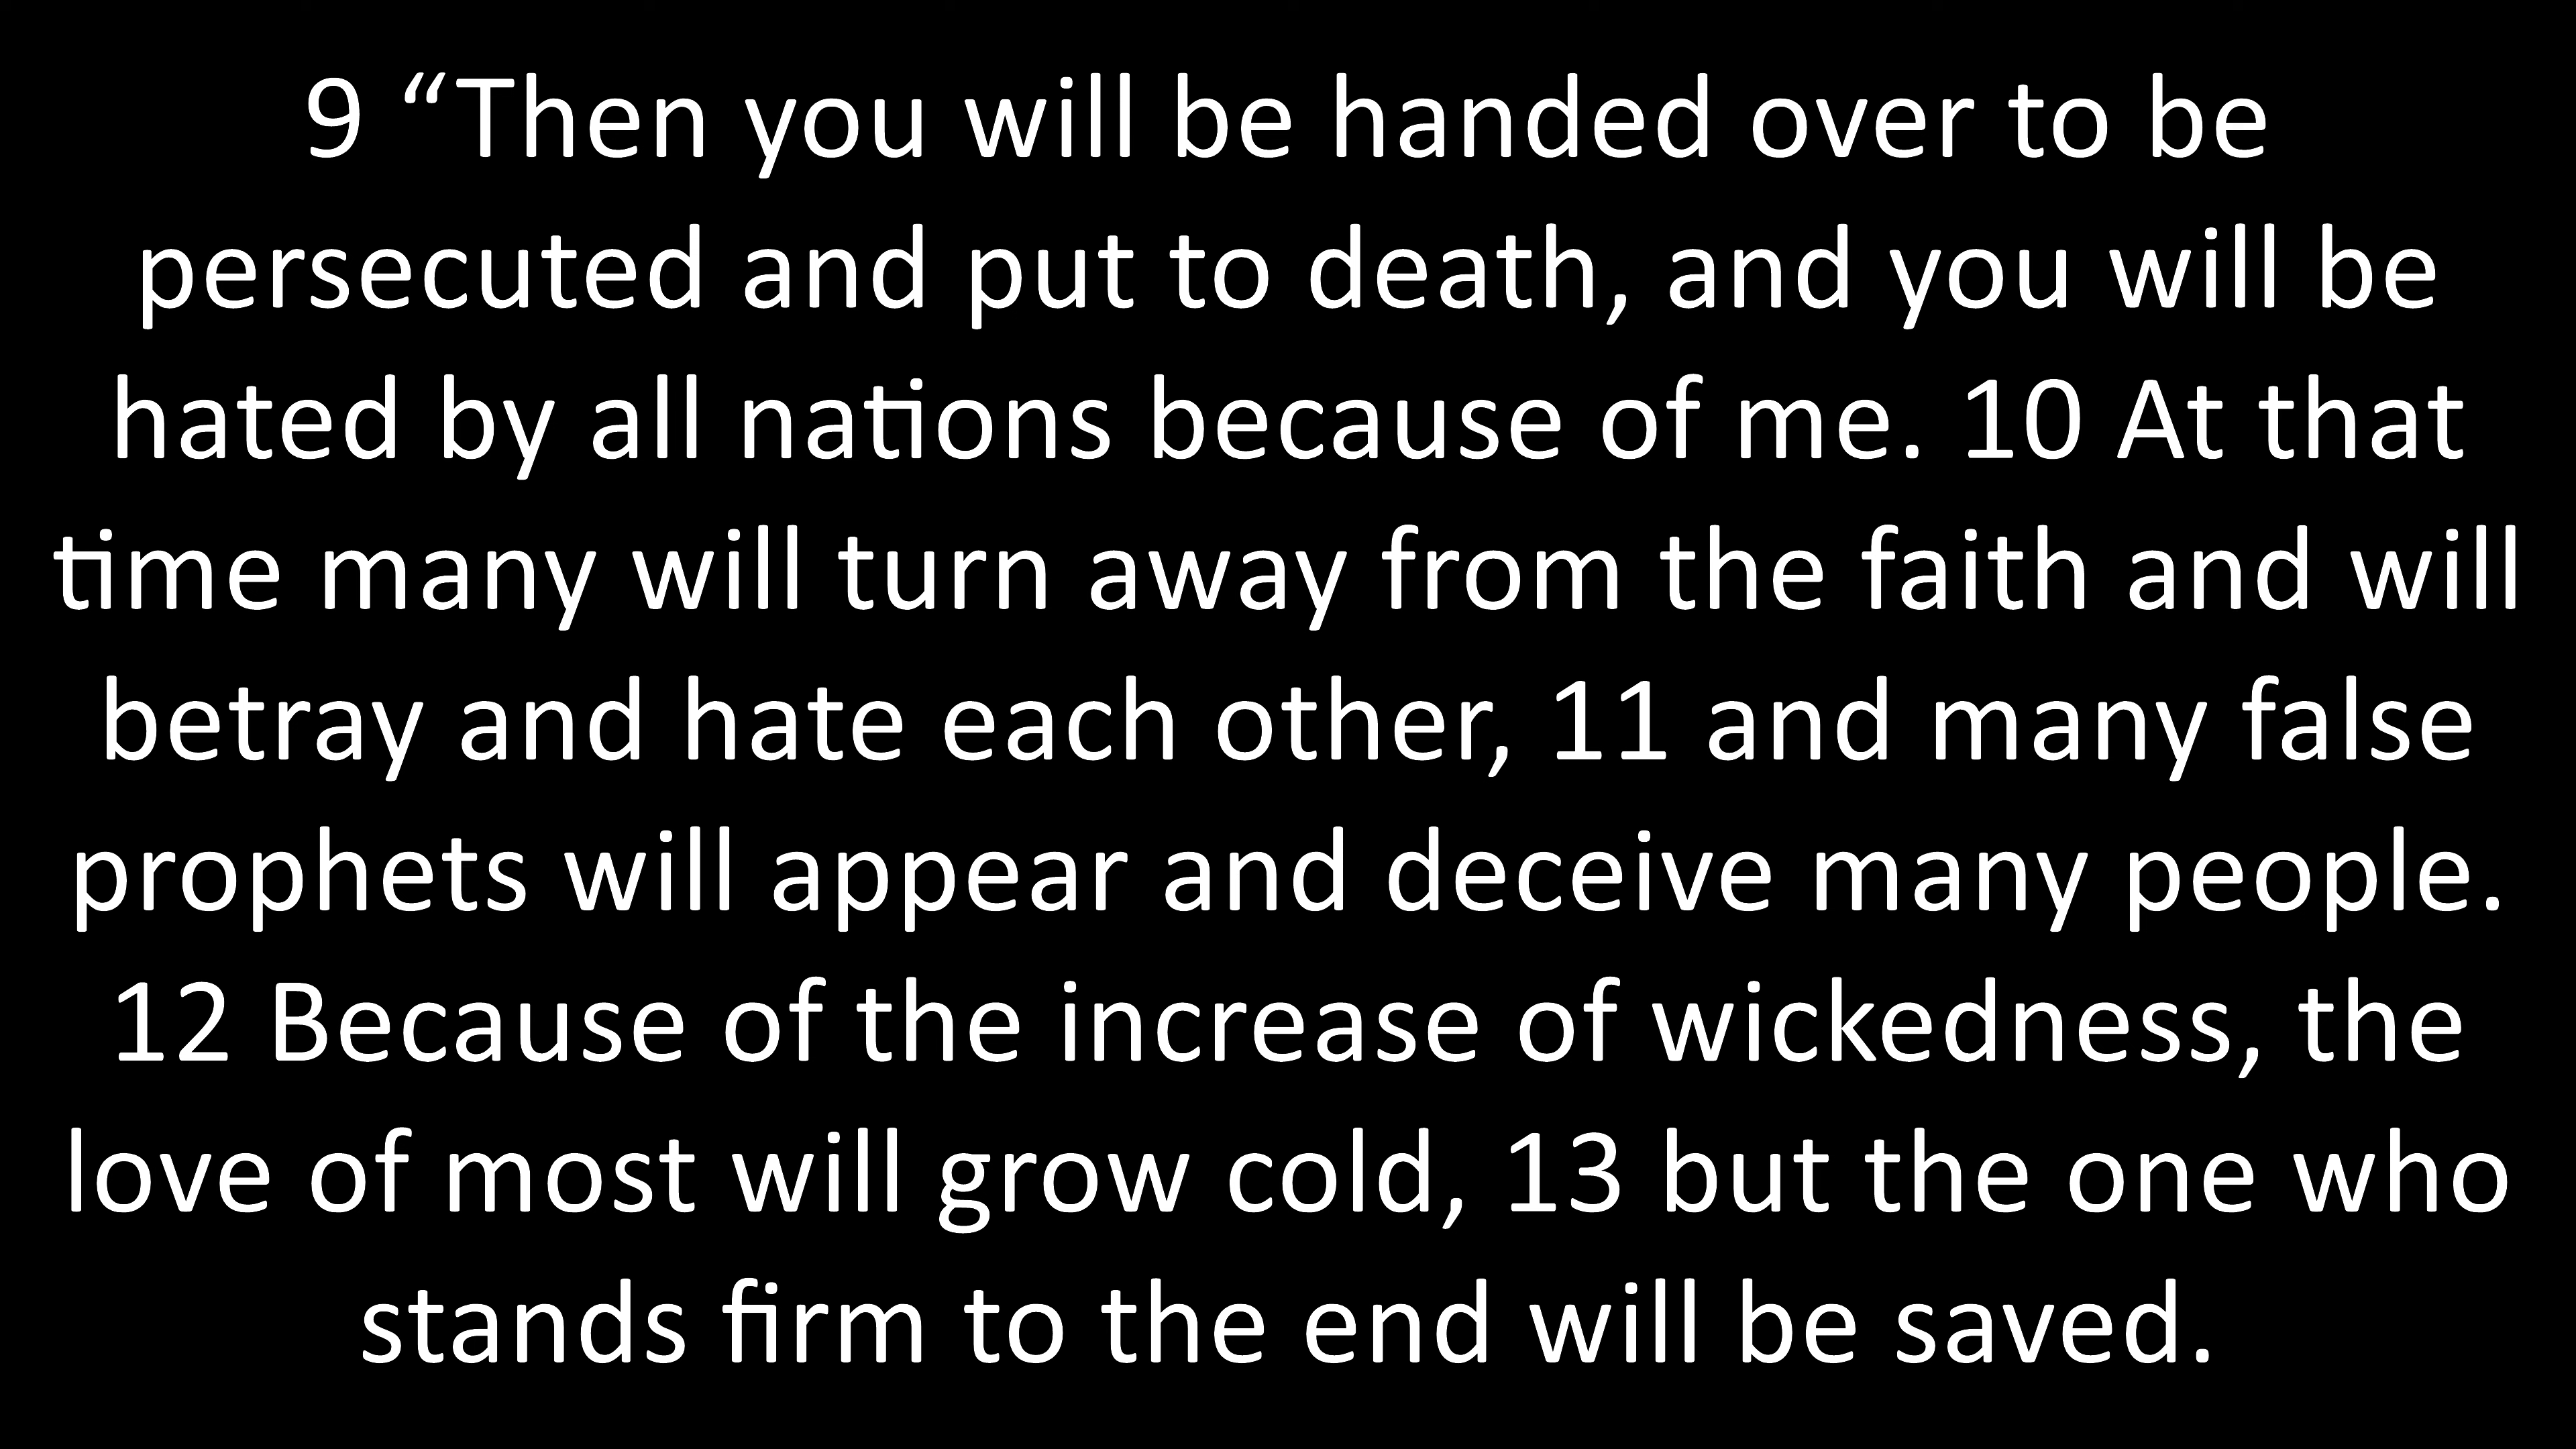 9 “Then you will be handed over to be
persecuted and put to death, and you will be
hated by all nations because of me. 10 At that
time many will turn away from the faith and will
betray and hate each other, 11 and many false
prophets will appear and deceive many people.
12 Because of the increase of wickedness, the
love of most will grow cold, 13 but the one who
stands firm to the end will be saved.